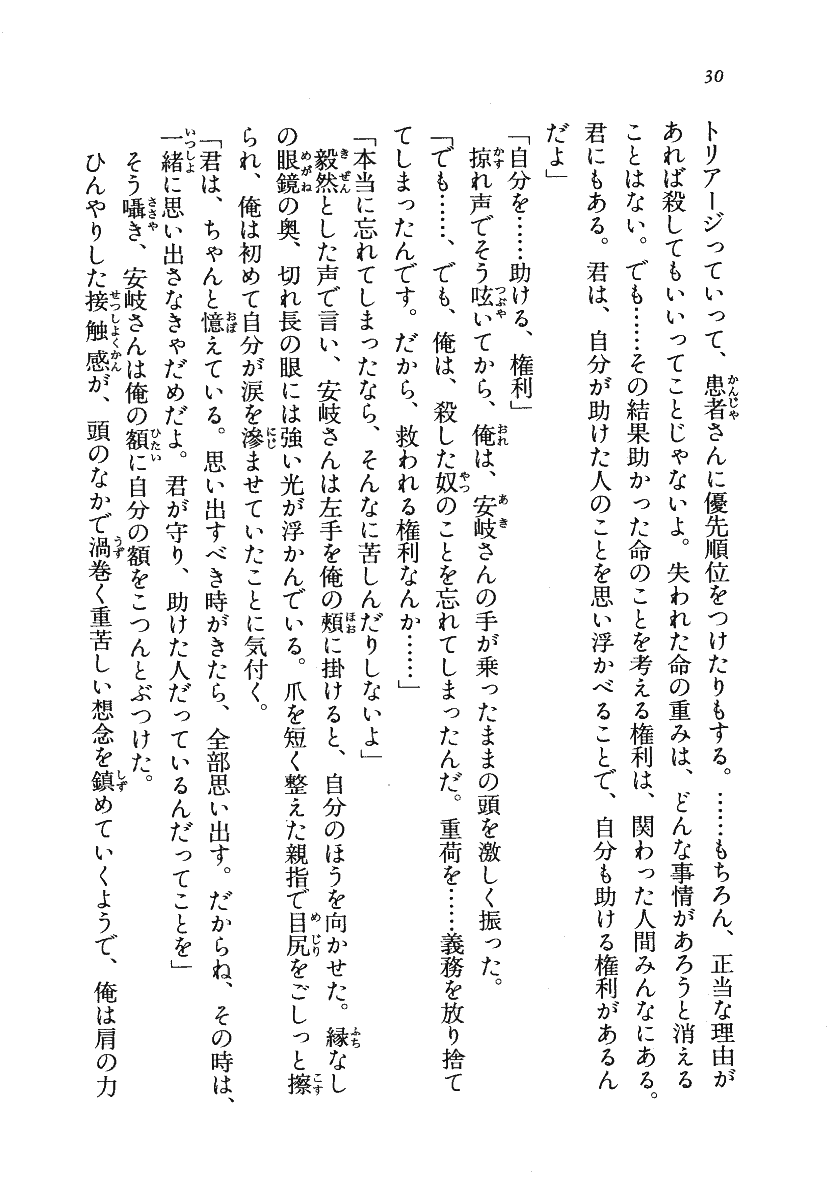 30
トリアージっていって、患者さんに優先順位をつけたりもする。……もちろん、正当な理由が
あれば殺してもいいってことじゃないよ。失われた命の重みは、どんな事情があろうと消える
ことはない。でも……その結果助かった命のことを考える権利は、関わった人間みんなにある。
君にもある。君は、自分が助けた人のことを思い浮かべることで、自分も助ける権利があるん
だよ」
「自分を……助ける、権利」
掠れ声でそう呟いてから、俺は、安岐さんの手が乗ったままの頭を激しく振った。
「でも……、でも、俺は、殺した奴のことを忘れてしまったんだ。重荷を……義務を放り捨て
てしまったんです。だから、救われる権利なんか……」
「本当に忘れてしまったなら、そんなに苦しんだりしないよ」
毅然とした声で言い、安岐さんは左手を俺の頬に掛けると、自分のほうを向かせた。縁なし
の眼鏡の奥、切れ長の眼には強い光が浮かんでいる。爪を短く整えた親指で目尻をごしっと擦
られ、俺は初めて自分が涙を滲ませていたことに気付く。
「君は、ちゃんと憶えている。思い出すべき時がきたら、全部思い出す。だからね、その時は、
一緒に思い出さなきゃだめだよ。君が守り、助けた人だっているんだってことを」
そう囁き、安岐さんは俺の額に自分の額をこつんとぶつけた。
ひんやりした接触感が、頭のなかで渦巻く重苦しい想念を鎮めていくようで、俺は肩の力